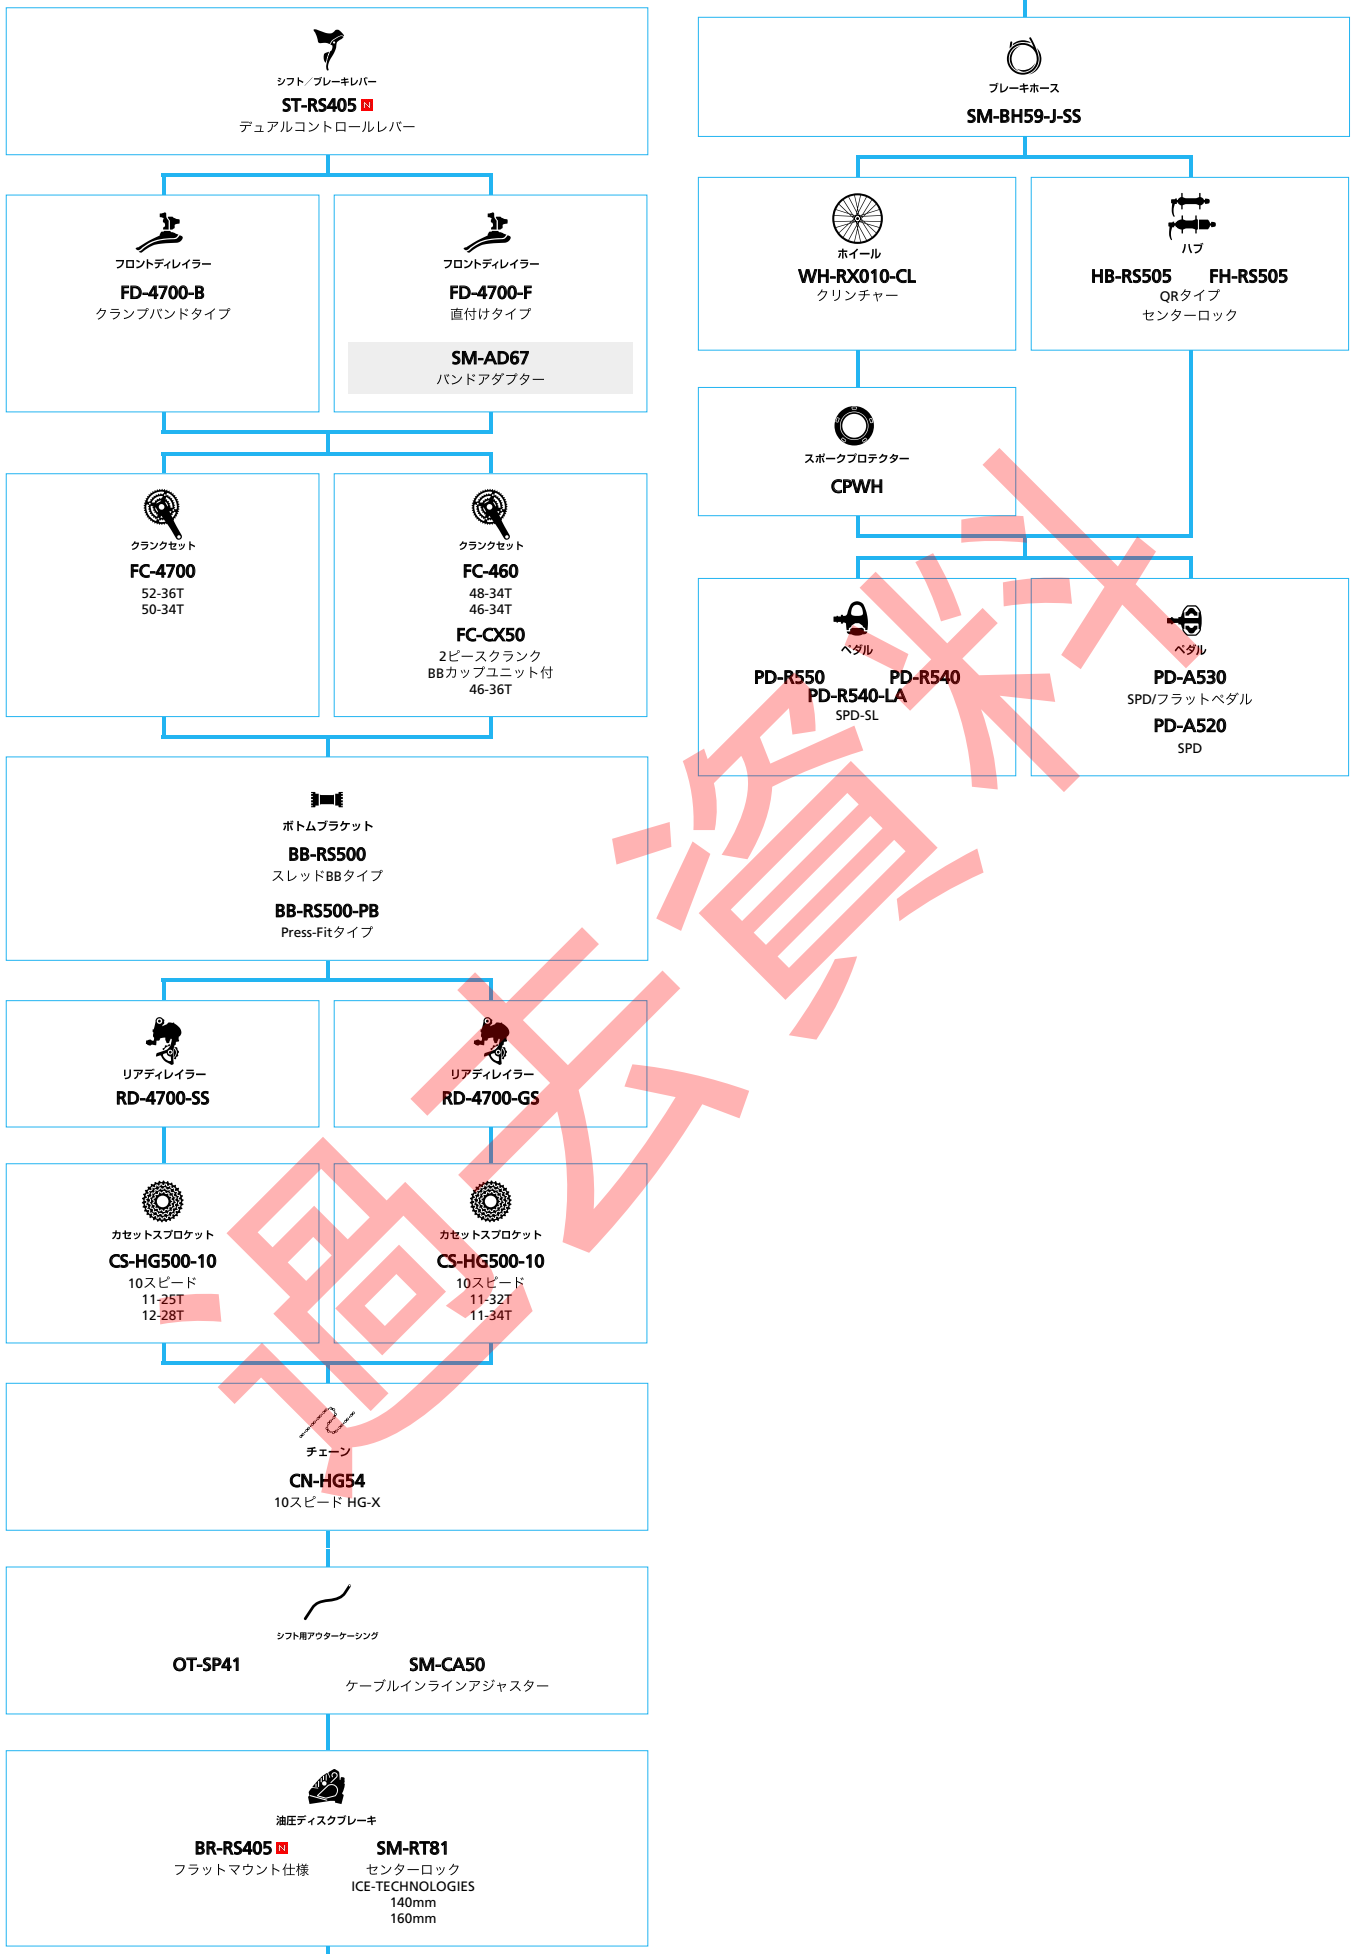 シフト／ブレーキレバー
ST-RS405 N
デュアルコントロールレバー
フロントディレイラー
FD-4700-B
クランプバンドタイプ
フロントディレイラー
FD-4700-F
直付けタイプ
SM-AD67
バンドアダプター
クランクセット
FC-4700
52-36T
50-34T
クランクセット
FC-460
48-34T
46-34T
FC-CX50
2ピースクランク
BBカップユニット付
46-36T
ボトムブラケット
BB-RS500
スレッドBBタイプ
BB-RS500-PB
Press-Fitタイプ
リアディレイラー
RD-4700-SS
リアディレイラー
RD-4700-GS
カセットスプロケット
CS-HG500-10
10スピード
11-25T
12-28T
カセットスプロケット
CS-HG500-10
10スピード
11-32T
11-34T
チェーン
CN-HG54
10スピード HG-X
シフト用アウターケーシング
OT-SP41
SM-CA50
ケーブルインラインアジャスター
油圧ディスクブレーキ
BR-RS405 N
フラットマウント仕様
SM-RT81
センターロック
ICE-TECHNOLOGIES
140mm
160mm
ブレーキホース
SM-BH59-J-SS
ホイール
WH-RX010-CL
クリンチャー
ハブ
HB-RS505 FH-RS505
QRタイプ
センターロック
スポークプロテクター
CPWH
ペダル
PD-R550 PD-R540
PD-R540-LA
SPD-SL
ペダル
PD-A530
SPD/フラットペダル
PD-A520
SPD
過去資料